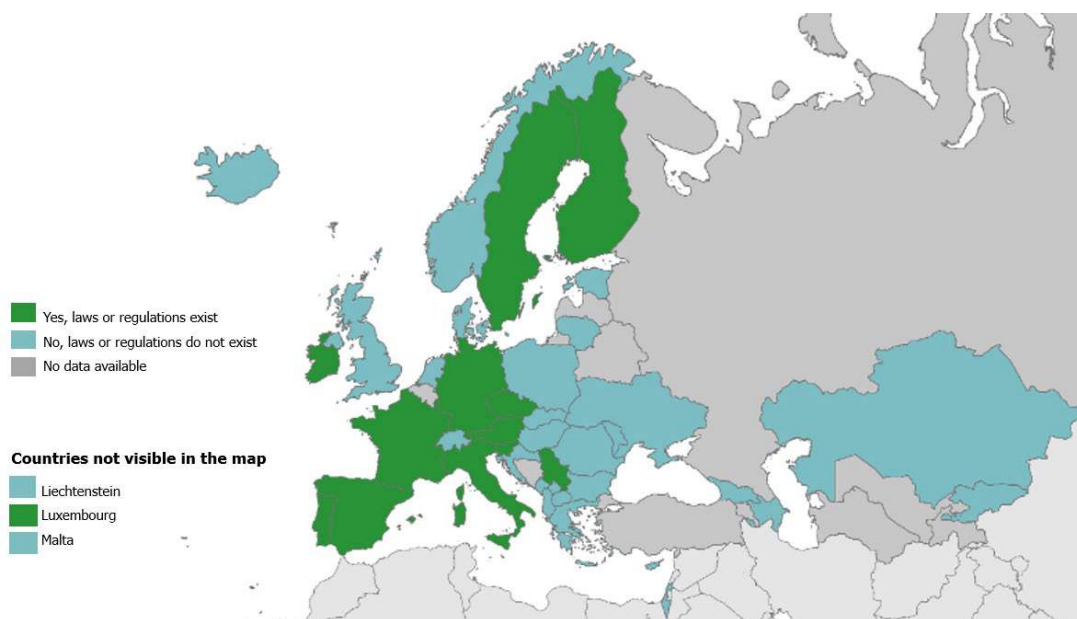 Yes, laws or regulations exist
No, laws or regulations do not exist
No data available
Countries not visible in the map
Liechtenstein
Luxembourg
Malta